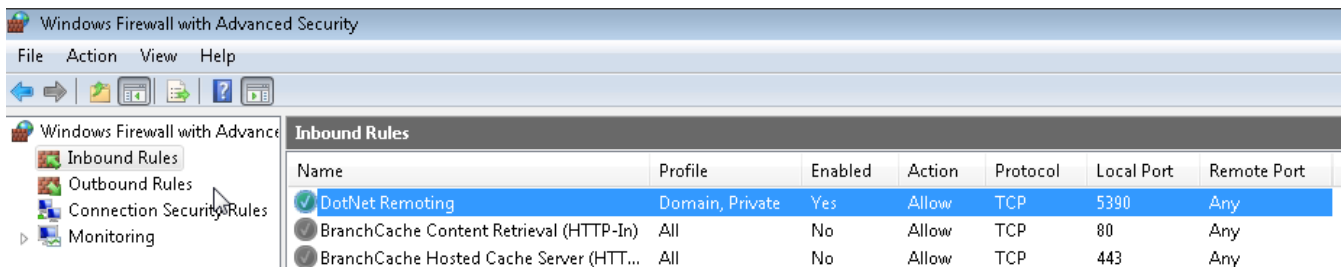 Windows Firewall with Advanced Security
File Action View Help
Windows Firewall with Advance
Inbound Rules
Outbound Rules
Connection Security Rules
Monitoring
Inbound Rules
Name Profile Enabled Action Protocol Local Port Remote Port
DotNet Remoting Domain, Private Yes Allow TCP 5390 Any
BranchCache Content Retrieval (HTTP-In) All No Allow TCP 80 Any
BranchCache Hosted Cache Server (HTT... All No Allow TCP 443 Any